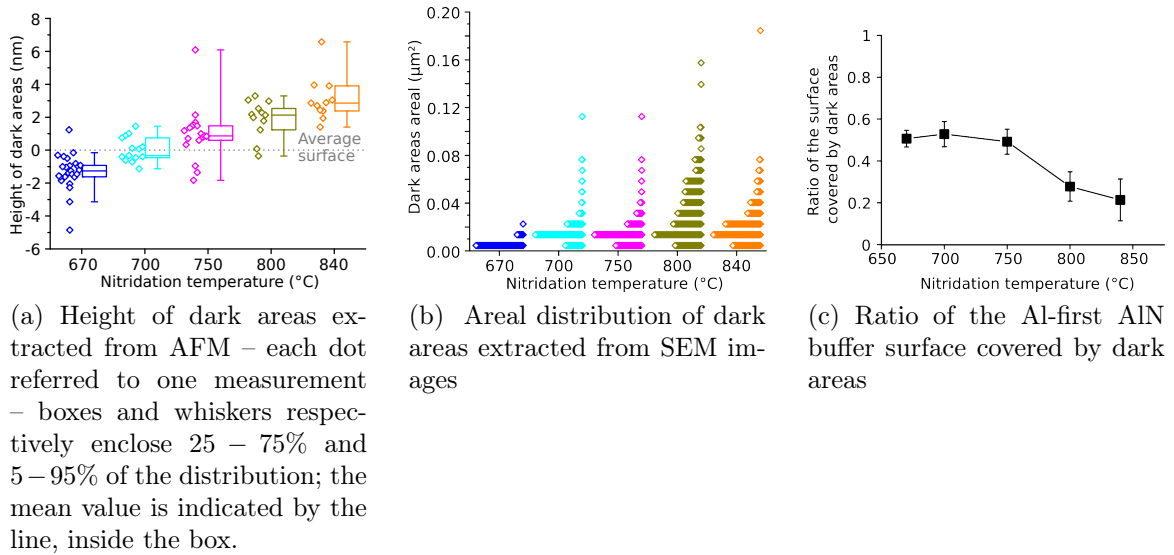 8
6
4
2
0
-2
-4
-6
Height of dark areas (nm)
Average
surface
670 700 750 800 840
Nitridation temperature (°C)
(a) Height of dark areas ex-
tracted from AFM – each dot
referred to one measurement
– boxes and whiskers respec-
tively enclose 25 – 75% and
5–95% of the distribution; the
mean value is indicated by the
line, inside the box.
0.20
0.16
0.12
0.08
0.04
0.00
Dark areas areal (µm²)
670 700 750 800 840
Nitridation temperature (°C)
(b) Areal distribution of dark
areas extracted from SEM im-
ages
1
0.8
0.6
0.4
0.2
0
Ratio of the surface
covered by dark areas
650 700 750 800 850
Nitridation temperature (°C)
(c) Ratio of the Al-first AlN
buffer surface covered by dark
areas